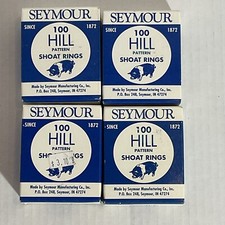 SEYMOUR
SINCE 1872
100
HILL
PATTERN
SHOAT RINGS
Made by Seymour Manufacturing Co., Inc.
P.O. Box 248, Seymour, IN 47274
SEYMOUR
SINCE 1872
100
HILL
PATTERN
SHOAT RINGS
Made by Seymour Manufacturing Co., Inc.
P.O. Box 248, Seymour, IN 47274
SEYMOUR
SINCE 1872
100
HILL
PATTERN
SHOAT RINGS
Made by Seymour Manufacturing Co., Inc.
P.O. Box 248, Seymour, IN 47274
SEYMOUR
SINCE 1872
100
HILL
PATTERN
SHOAT RINGS
Made by Seymour Manufacturing Co., Inc.
P.O. Box 248, Seymour, IN 47274